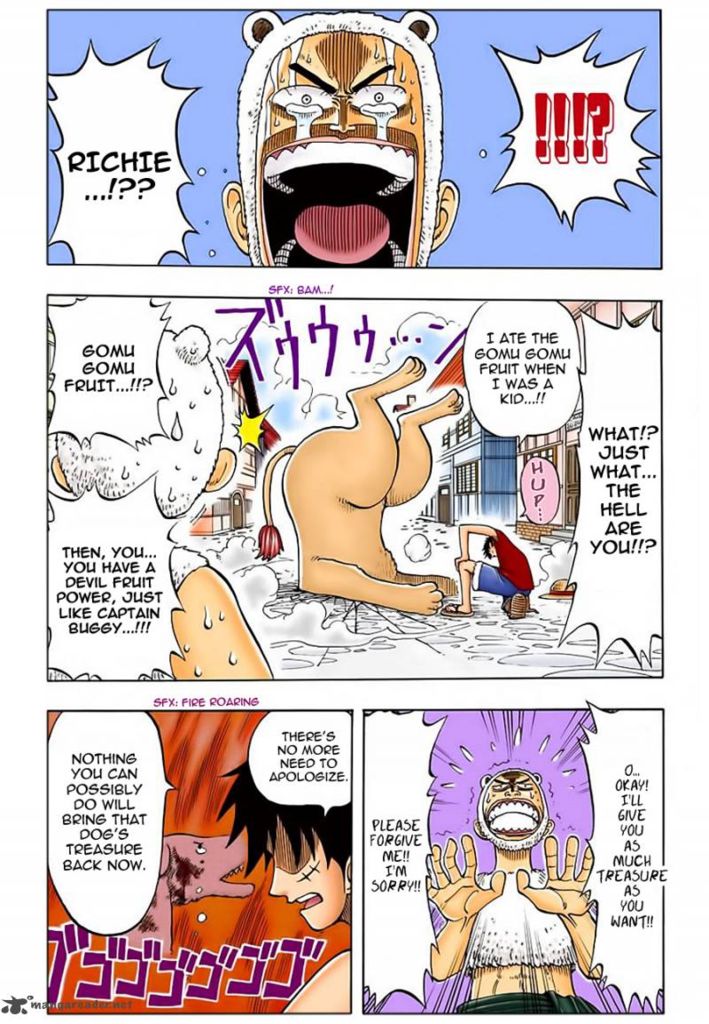 RICHIE
...!??
!!!!?
SFX: BAM...!
ズゥウゥゥ...ン
I ATE THE
GOMU GOMU
FRUIT WHEN
I WAS A
KID...!!
GOMU
GOMU
FRUIT...!!?
WHAT!?
JUST
WHAT...
THE
HELL
ARE
YOU!!?
HUP...
THEN, YOU...
YOU HAVE A
DEVIL FRUIT
POWER, JUST
LIKE CAPTAIN
BUGGY...!!!
SFX: FIRE ROARING
THERE'S
NO MORE
NEED TO
APOLOGIZE.
NOTHING
YOU CAN
POSSIBLY
DO WILL
BRING THAT
DOG'S
TREASURE
BACK NOW.
ゴゴゴゴゴゴゴ
O...
OKAY!
I'LL
GIVE
YOU
AS
MUCH
TREASURE
AS
YOU
WANT!!
PLEASE
FORGIVE
ME!!
I'M
SORRY!!
mangareader.net